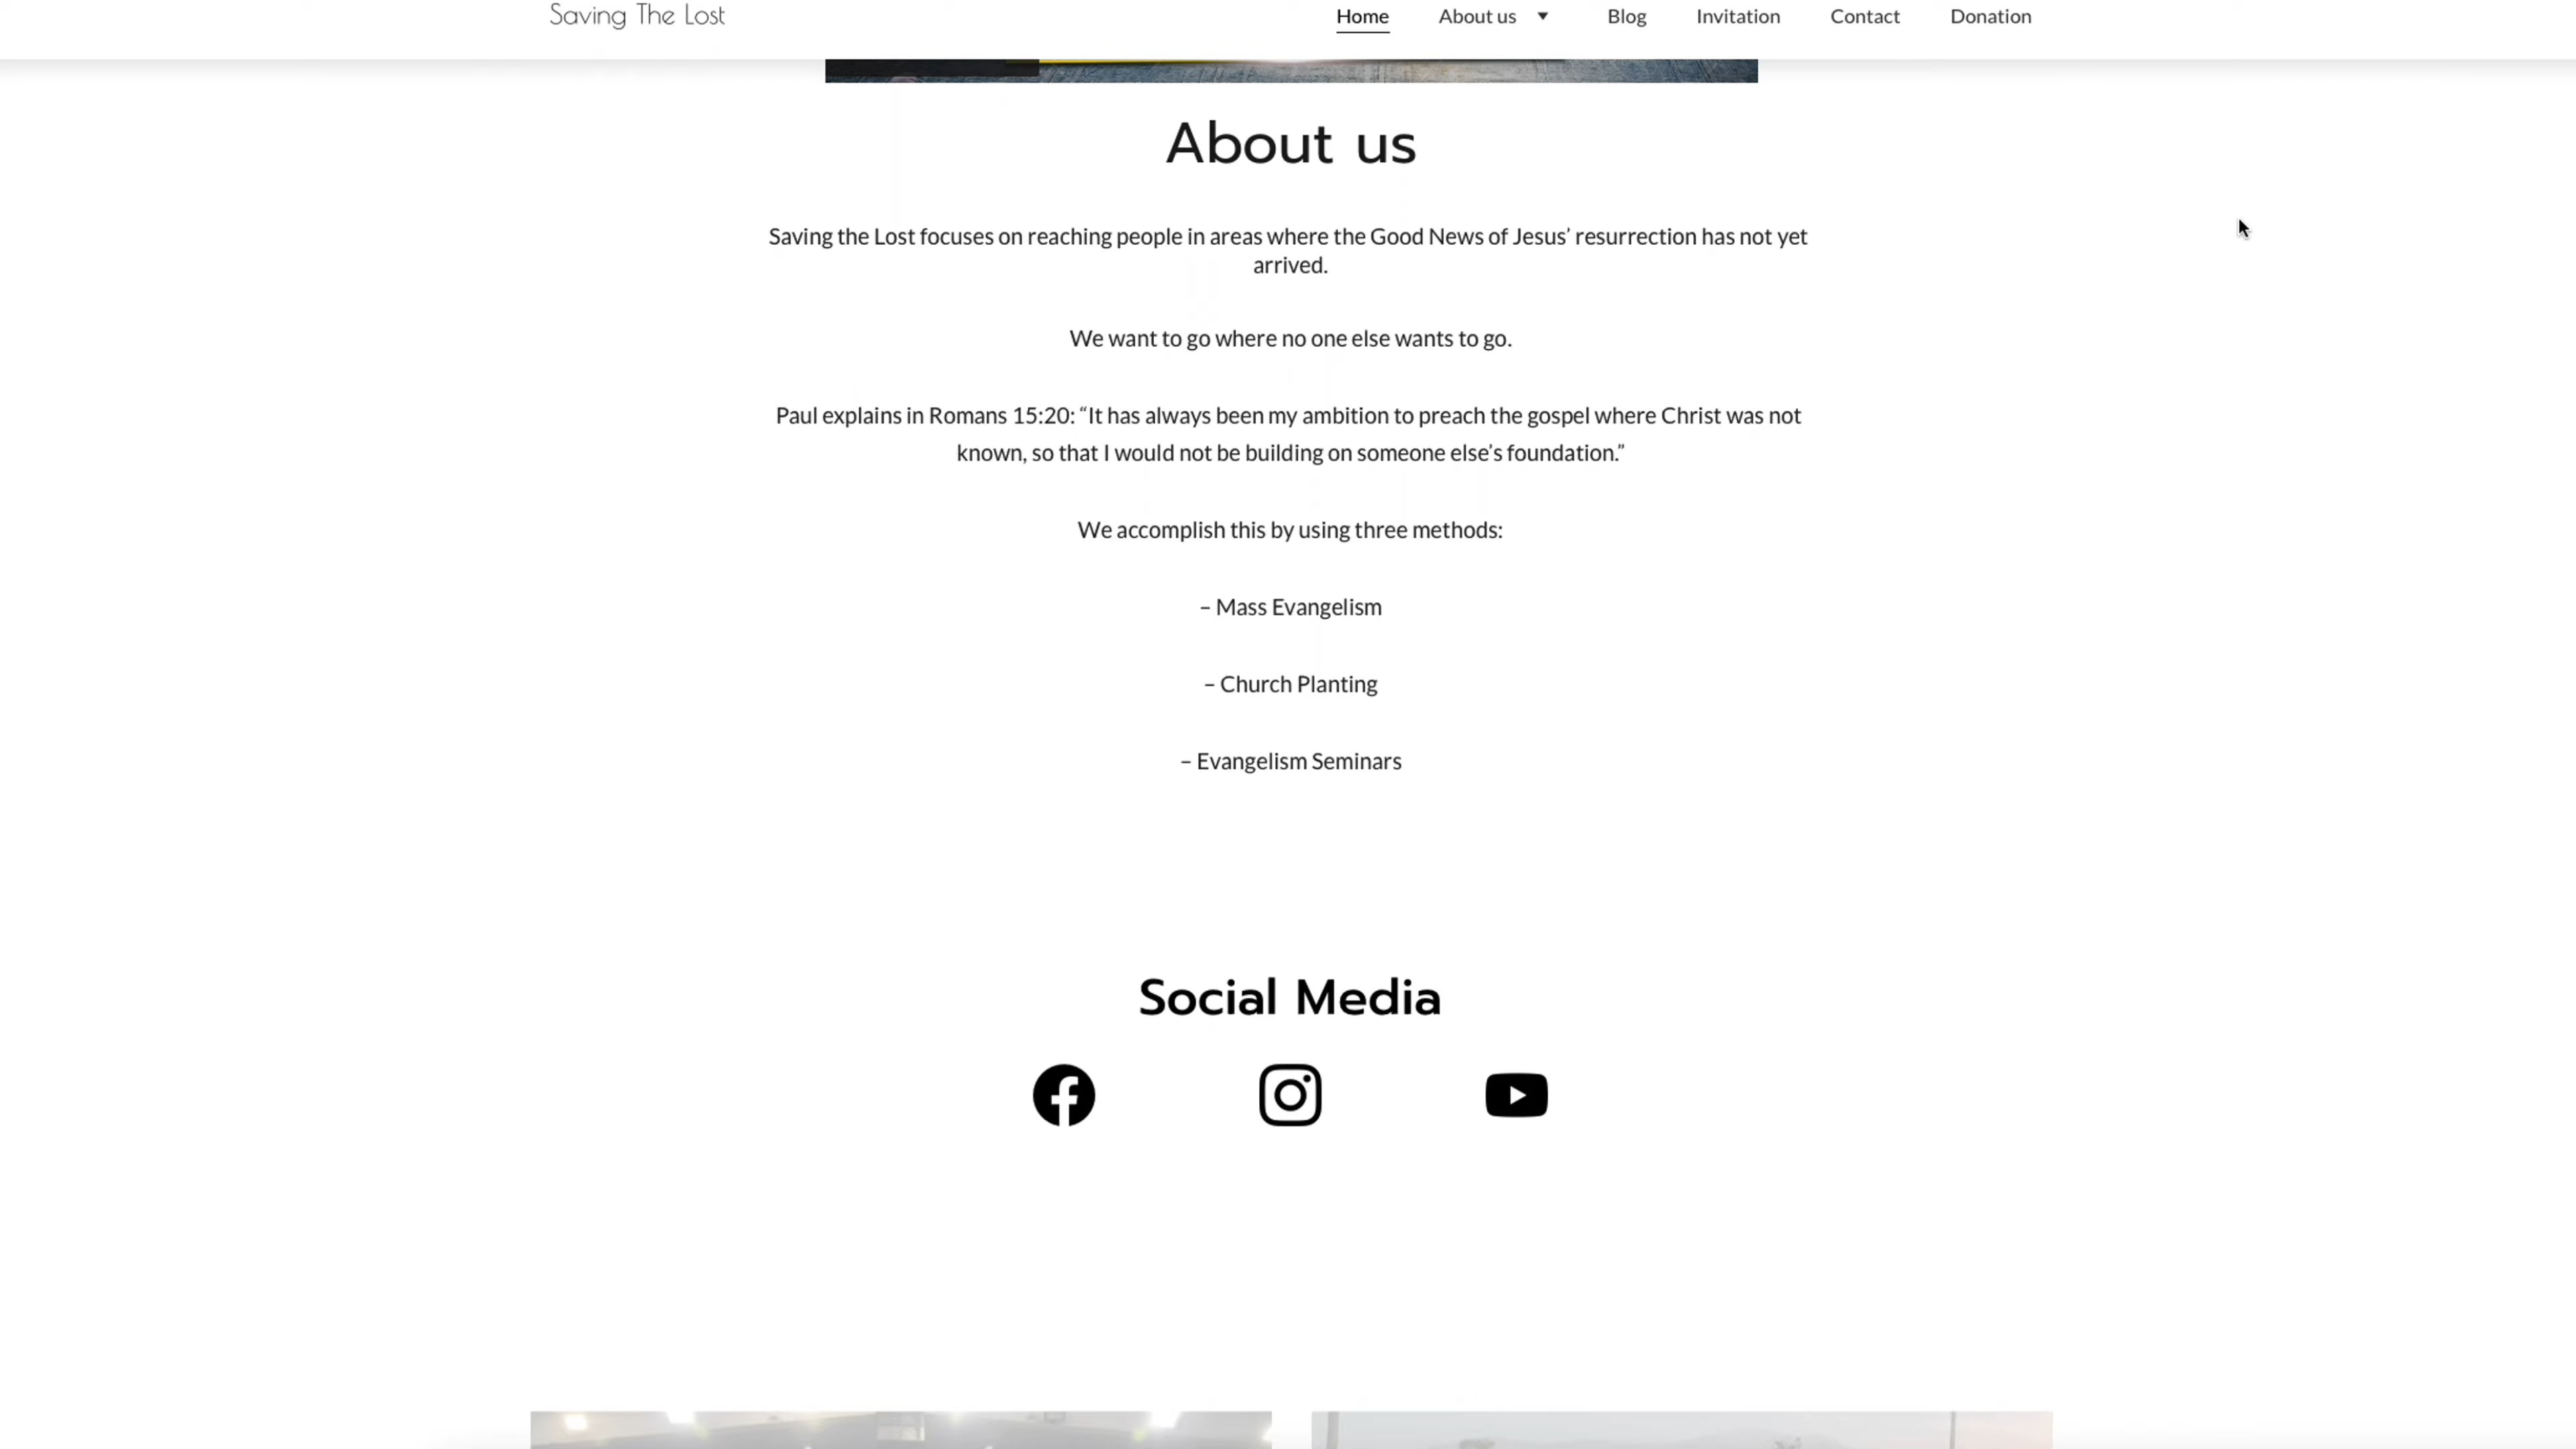 Saving The Lost
Home About us Blog Invitation Contact Donation
About us
Saving the Lost focuses on reaching people in areas where the Good News of Jesus’ resurrection has not yet
arrived.
We want to go where no one else wants to go.
Paul explains in Romans 15:20: “It has always been my ambition to preach the gospel where Christ was not
known, so that I would not be building on someone else’s foundation.”
We accomplish this by using three methods:
– Mass Evangelism
– Church Planting
– Evangelism Seminars
Social Media